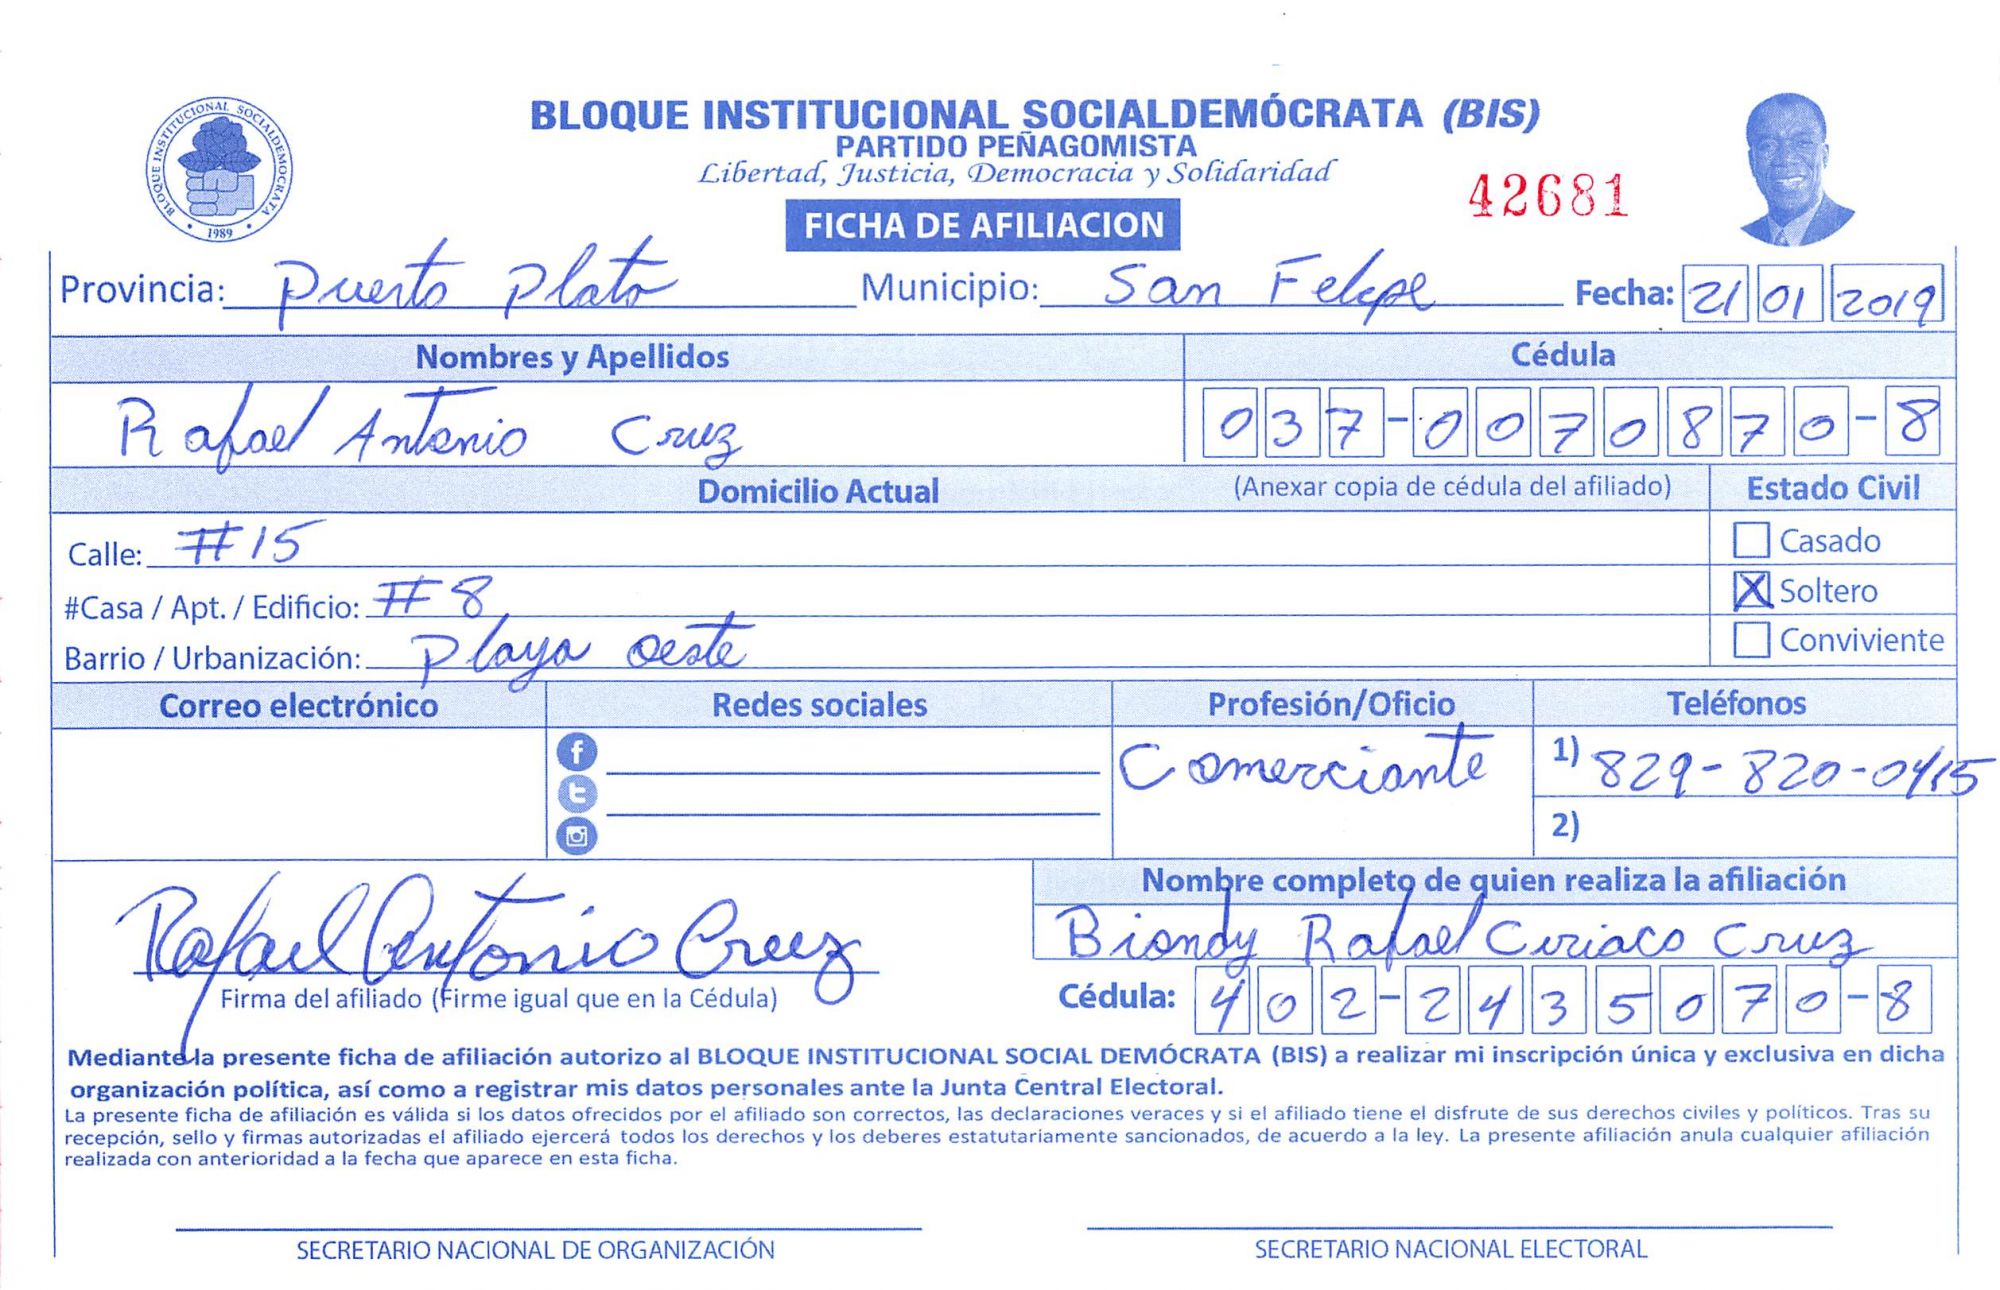 BLOQUE INSTITUCIONAL SOCIALDEMOCRATA
1989
BLOQUE INSTITUCIONAL SOCIALDEMÓCRATA (BIS)
PARTIDO PEÑAGOMISTA
Libertad, Justicia, Democracia y Solidaridad
42681
FICHA DE AFILIACION
Provincia: Puerto Plata Municipio: San Felipe Fecha: 21 01 2019
Nombres y Apellidos Cédula
Rafael Antonio Cruz 037-0070870-8
Domicilio Actual (Anexar copia de cédula del afiliado) Estado Civil
Calle: #15 Casado
#Casa / Apt. / Edificio: #8 X Soltero
Barrio / Urbanización: Playa oeste Conviviente
Correo electrónico Redes sociales Profesión/Oficio Teléfonos
Comerciante 1) 829-820-0415
2)
Nombre completo de quien realiza la afiliación
Rafael Antonio Cruz Biondy Rafael Ciriaco Cruz
Firma del afiliado (Firme igual que en la Cédula) Cédula: 402-2435070-8
Mediante la presente ficha de afiliación autorizo al BLOQUE INSTITUCIONAL SOCIAL DEMÓCRATA (BIS) a realizar mi inscripción única y exclusiva en dicha
organización política, así como a registrar mis datos personales ante la Junta Central Electoral.
La presente ficha de afiliación es válida si los datos ofrecidos por el afiliado son correctos, las declaraciones veraces y si el afiliado tiene el disfrute de sus derechos civiles y políticos. Tras su
recepción, sello y firmas autorizadas el afiliado ejercerá todos los derechos y los deberes estatutariamente sancionados, de acuerdo a la ley. La presente afiliación anula cualquier afiliación
realizada con anterioridad a la fecha que aparece en esta ficha.
SECRETARIO NACIONAL DE ORGANIZACIÓN SECRETARIO NACIONAL ELECTORAL